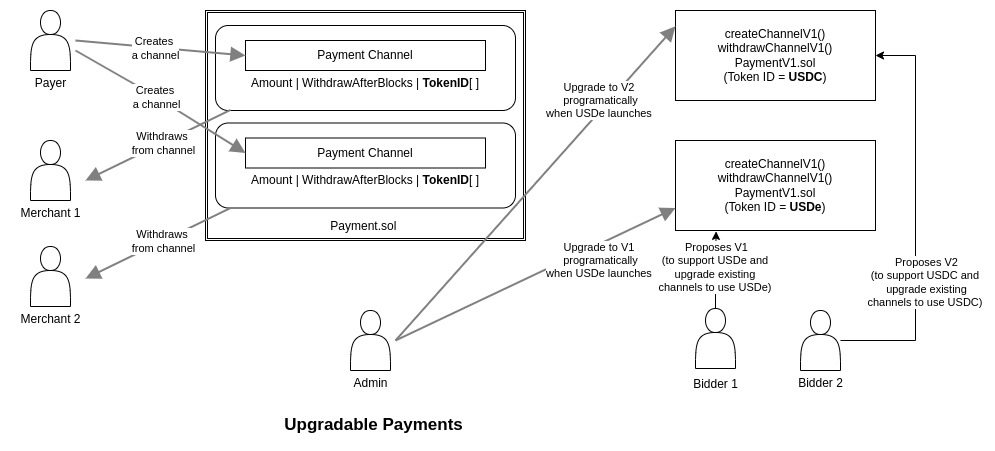 Payer
Creates
a channel
Creates
a channel
Payment Channel
Amount | WithdrawAfterBlocks | TokenID[ ]
Withdraws
from channel
Merchant 1
Payment Channel
Amount | WithdrawAfterBlocks | TokenID[ ]
Payment.sol
Withdraws
from channel
Merchant 2
Upgrade to V2
programatically
when USDe launches
createChannelV1()
withdrawChannelV1()
PaymentV1.sol
(Token ID = USDC)
createChannelV1()
withdrawChannelV1()
PaymentV1.sol
(Token ID = USDe)
Upgrade to V1
programatically
when USDe launches
Proposes V1
(to support USDe and
upgrade existing
channels to use USDe)
Proposes V2
(to support USDC and
upgrade existing
channels to use USDC)
Admin
Bidder 1
Bidder 2
Upgradable Payments